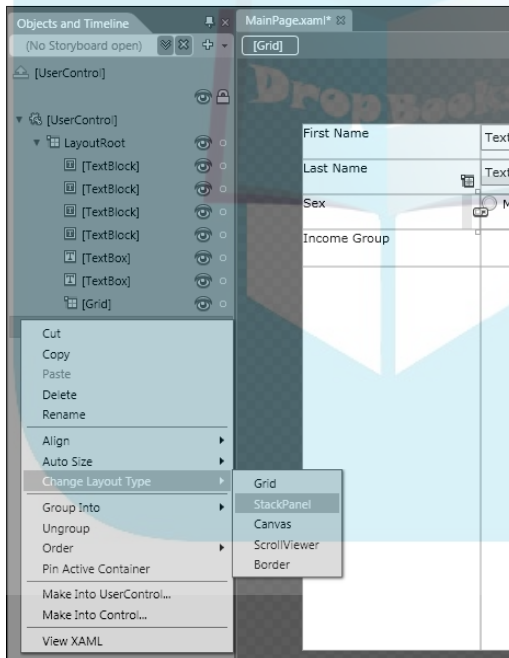 Objects and Timeline
(No Storyboard open)
[UserControl]
[UserControl]
LayoutRoot
[TextBlock]
[TextBlock]
[TextBlock]
[TextBlock]
[TextBox]
[TextBox]
[Grid]
Cut
Copy
Paste
Delete
Rename
Align
Auto Size
Change Layout Type
Group Into
Ungroup
Order
Pin Active Container
Make Into UserControl...
Make Into Control...
View XAML
Grid
StackPanel
Canvas
ScrollViewer
Border
MainPage.xaml*
[Grid]
DropBooks
First Name
Text
Last Name
Text
Sex
M
Income Group